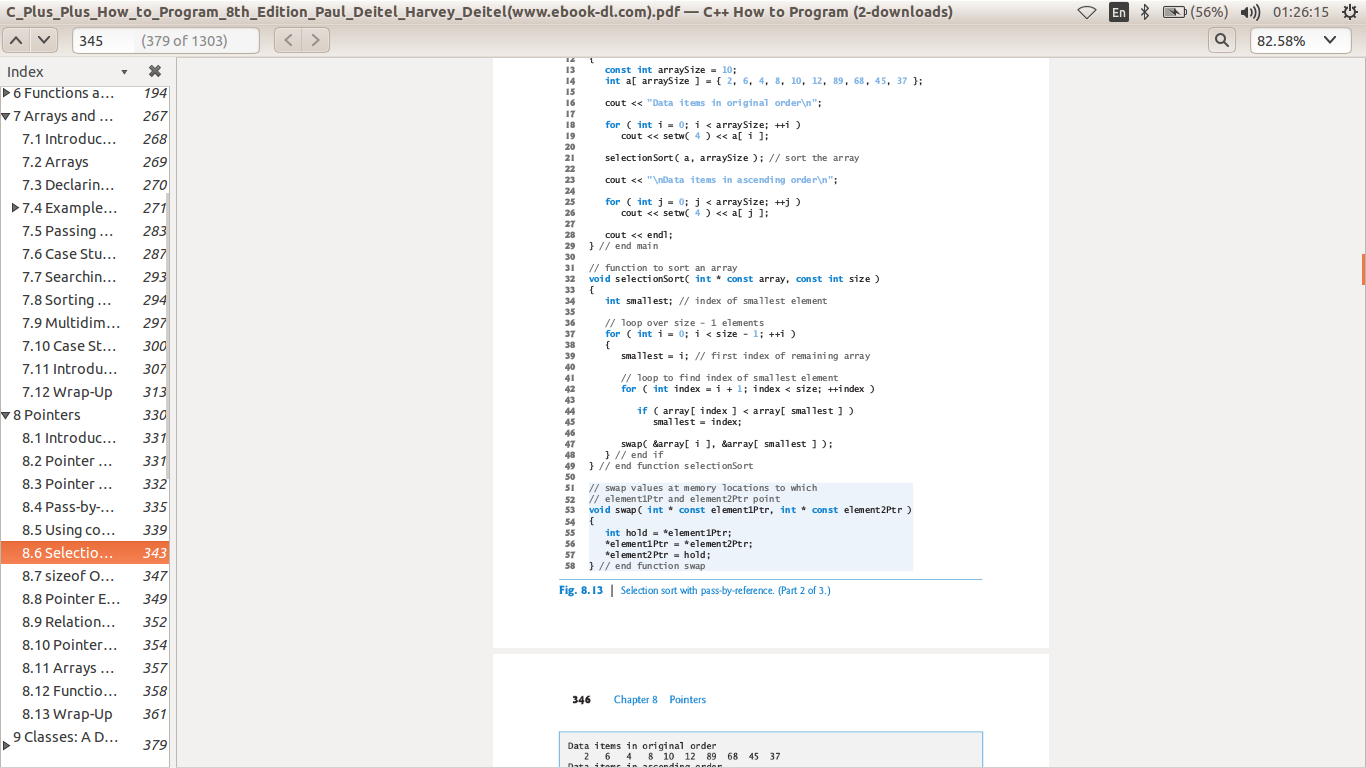 C_Plus_Plus_How_to_Program_8th_Edition_Paul_Deitel_Harvey_Deitel(www.ebook-dl.com).pdf — C++ How to Program (2-downloads)
En (56%) 01:26:15
345 (379 of 1303)
82.58%
Index
6 Functions a... 194
7 Arrays and ... 267
7.1 Introduc... 268
7.2 Arrays 269
7.3 Declarin... 270
7.4 Example... 271
7.5 Passing ... 283
7.6 Case Stu... 287
7.7 Searchin... 293
7.8 Sorting ... 294
7.9 Multidim... 297
7.10 Case St... 300
7.11 Introdu... 307
7.12 Wrap-Up 313
8 Pointers 330
8.1 Introduc... 331
8.2 Pointer ... 331
8.3 Pointer ... 332
8.4 Pass-by-... 335
8.5 Using co... 339
8.6 Selectio... 343
8.7 sizeof O... 347
8.8 Pointer E... 349
8.9 Relation... 352
8.10 Pointer... 354
8.11 Arrays ... 357
8.12 Functio... 358
8.13 Wrap-Up 361
9 Classes: A D... 379
12 {
13 const int arraySize = 10;
14 int a[ arraySize ] = { 2, 6, 4, 8, 10, 12, 89, 68, 45, 37 };
15
16 cout << "Data items in original order\n";
17
18 for ( int i = 0; i < arraySize; ++i )
19 cout << setw( 4 ) << a[ i ];
20
21 selectionSort( a, arraySize ); // sort the array
22
23 cout << "\nData items in ascending order\n";
24
25 for ( int j = 0; j < arraySize; ++j )
26 cout << setw( 4 ) << a[ j ];
27
28 cout << endl;
29 } // end main
30
31 // function to sort an array
32 void selectionSort( int * const array, const int size )
33 {
34 int smallest; // index of smallest element
35
36 // loop over size - 1 elements
37 for ( int i = 0; i < size - 1; ++i )
38 {
39 smallest = i; // first index of remaining array
40
41 // loop to find index of smallest element
42 for ( int index = i + 1; index < size; ++index )
43
44 if ( array[ index ] < array[ smallest ] )
45 smallest = index;
46
47 swap( &array[ i ], &array[ smallest ] );
48 } // end if
49 } // end function selectionSort
50
51 // swap values at memory locations to which
52 // element1Ptr and element2Ptr point
53 void swap( int * const element1Ptr, int * const element2Ptr )
54 {
55 int hold = *element1Ptr;
56 *element1Ptr = *element2Ptr;
57 *element2Ptr = hold;
58 } // end function swap
Fig. 8.13 | Selection sort with pass-by-reference. (Part 2 of 3.)
346 Chapter 8 Pointers
Data items in original order
2 6 4 8 10 12 89 68 45 37
Data items in ascending order